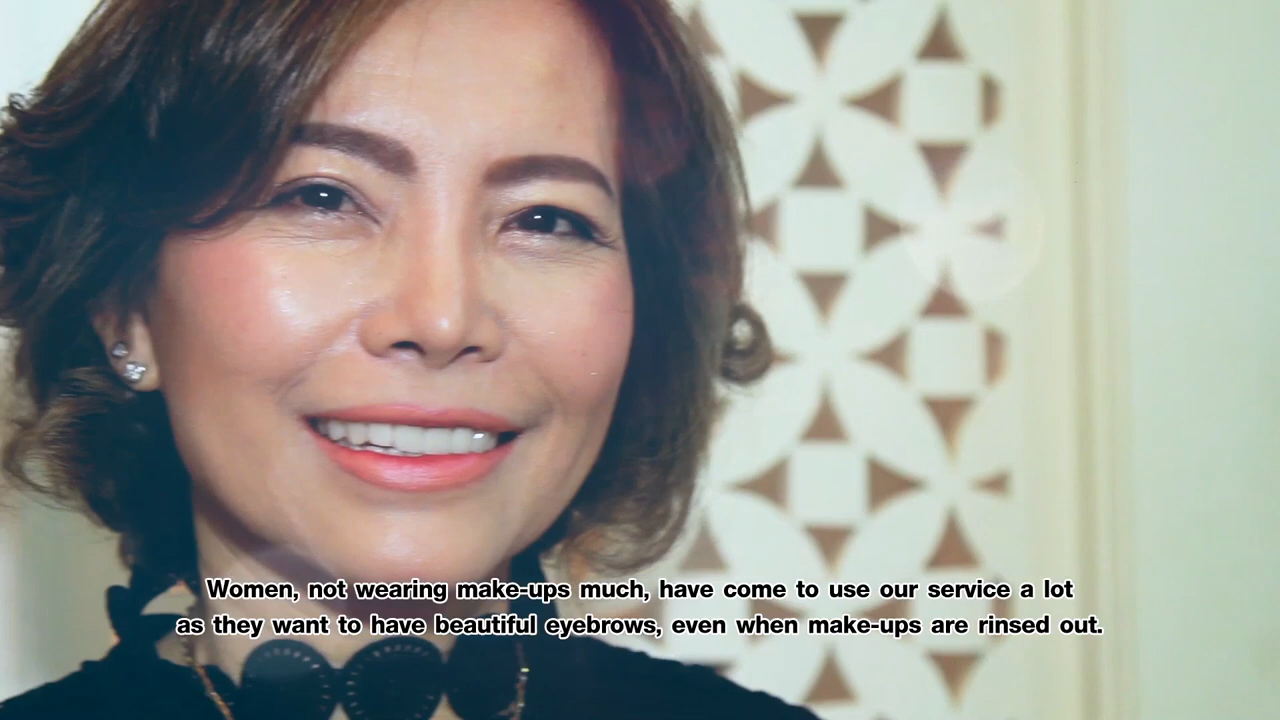 Women, not wearing make-ups much, have come to use our service a lot
as they want to have beautiful eyebrows, even when make-ups are rinsed out.